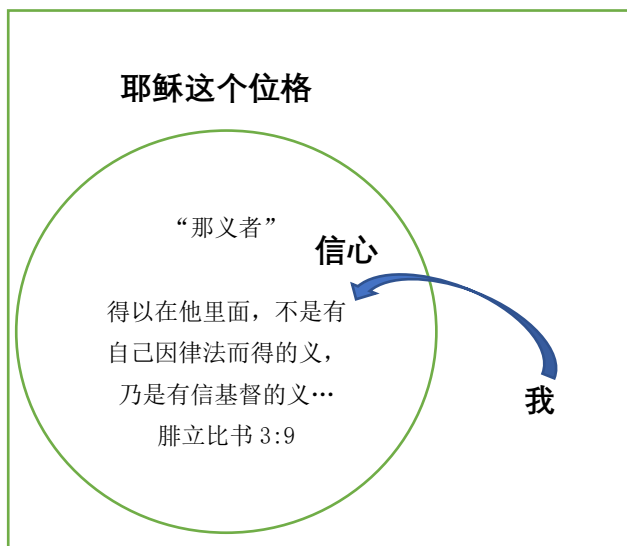 耶稣这个位格
“那义者”
信心
得以在他里面，不是有
自己因律法而得的义，
乃是有信基督的义…
腓立比书 3:9
我